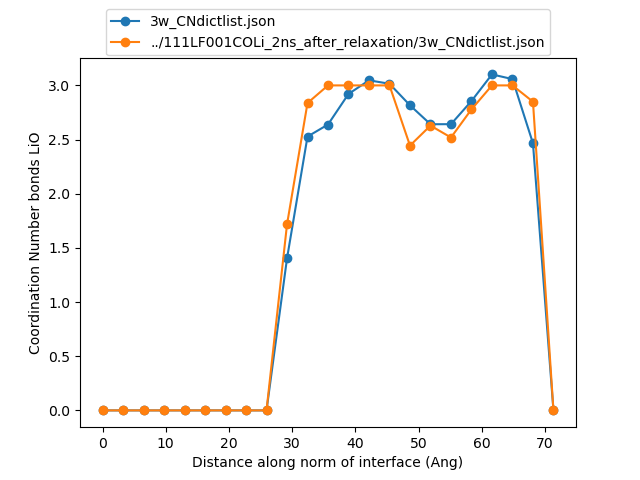 3w_CNdictlist.json
../111LF001COLi_2ns_after_relaxation/3w_CNdictlist.json
3.0
2.5
2.0
1.5
1.0
0.5
0.0
Coordination Number bonds LiO
0 10 20 30 40 50 60 70
Distance along norm of interface (Ang)